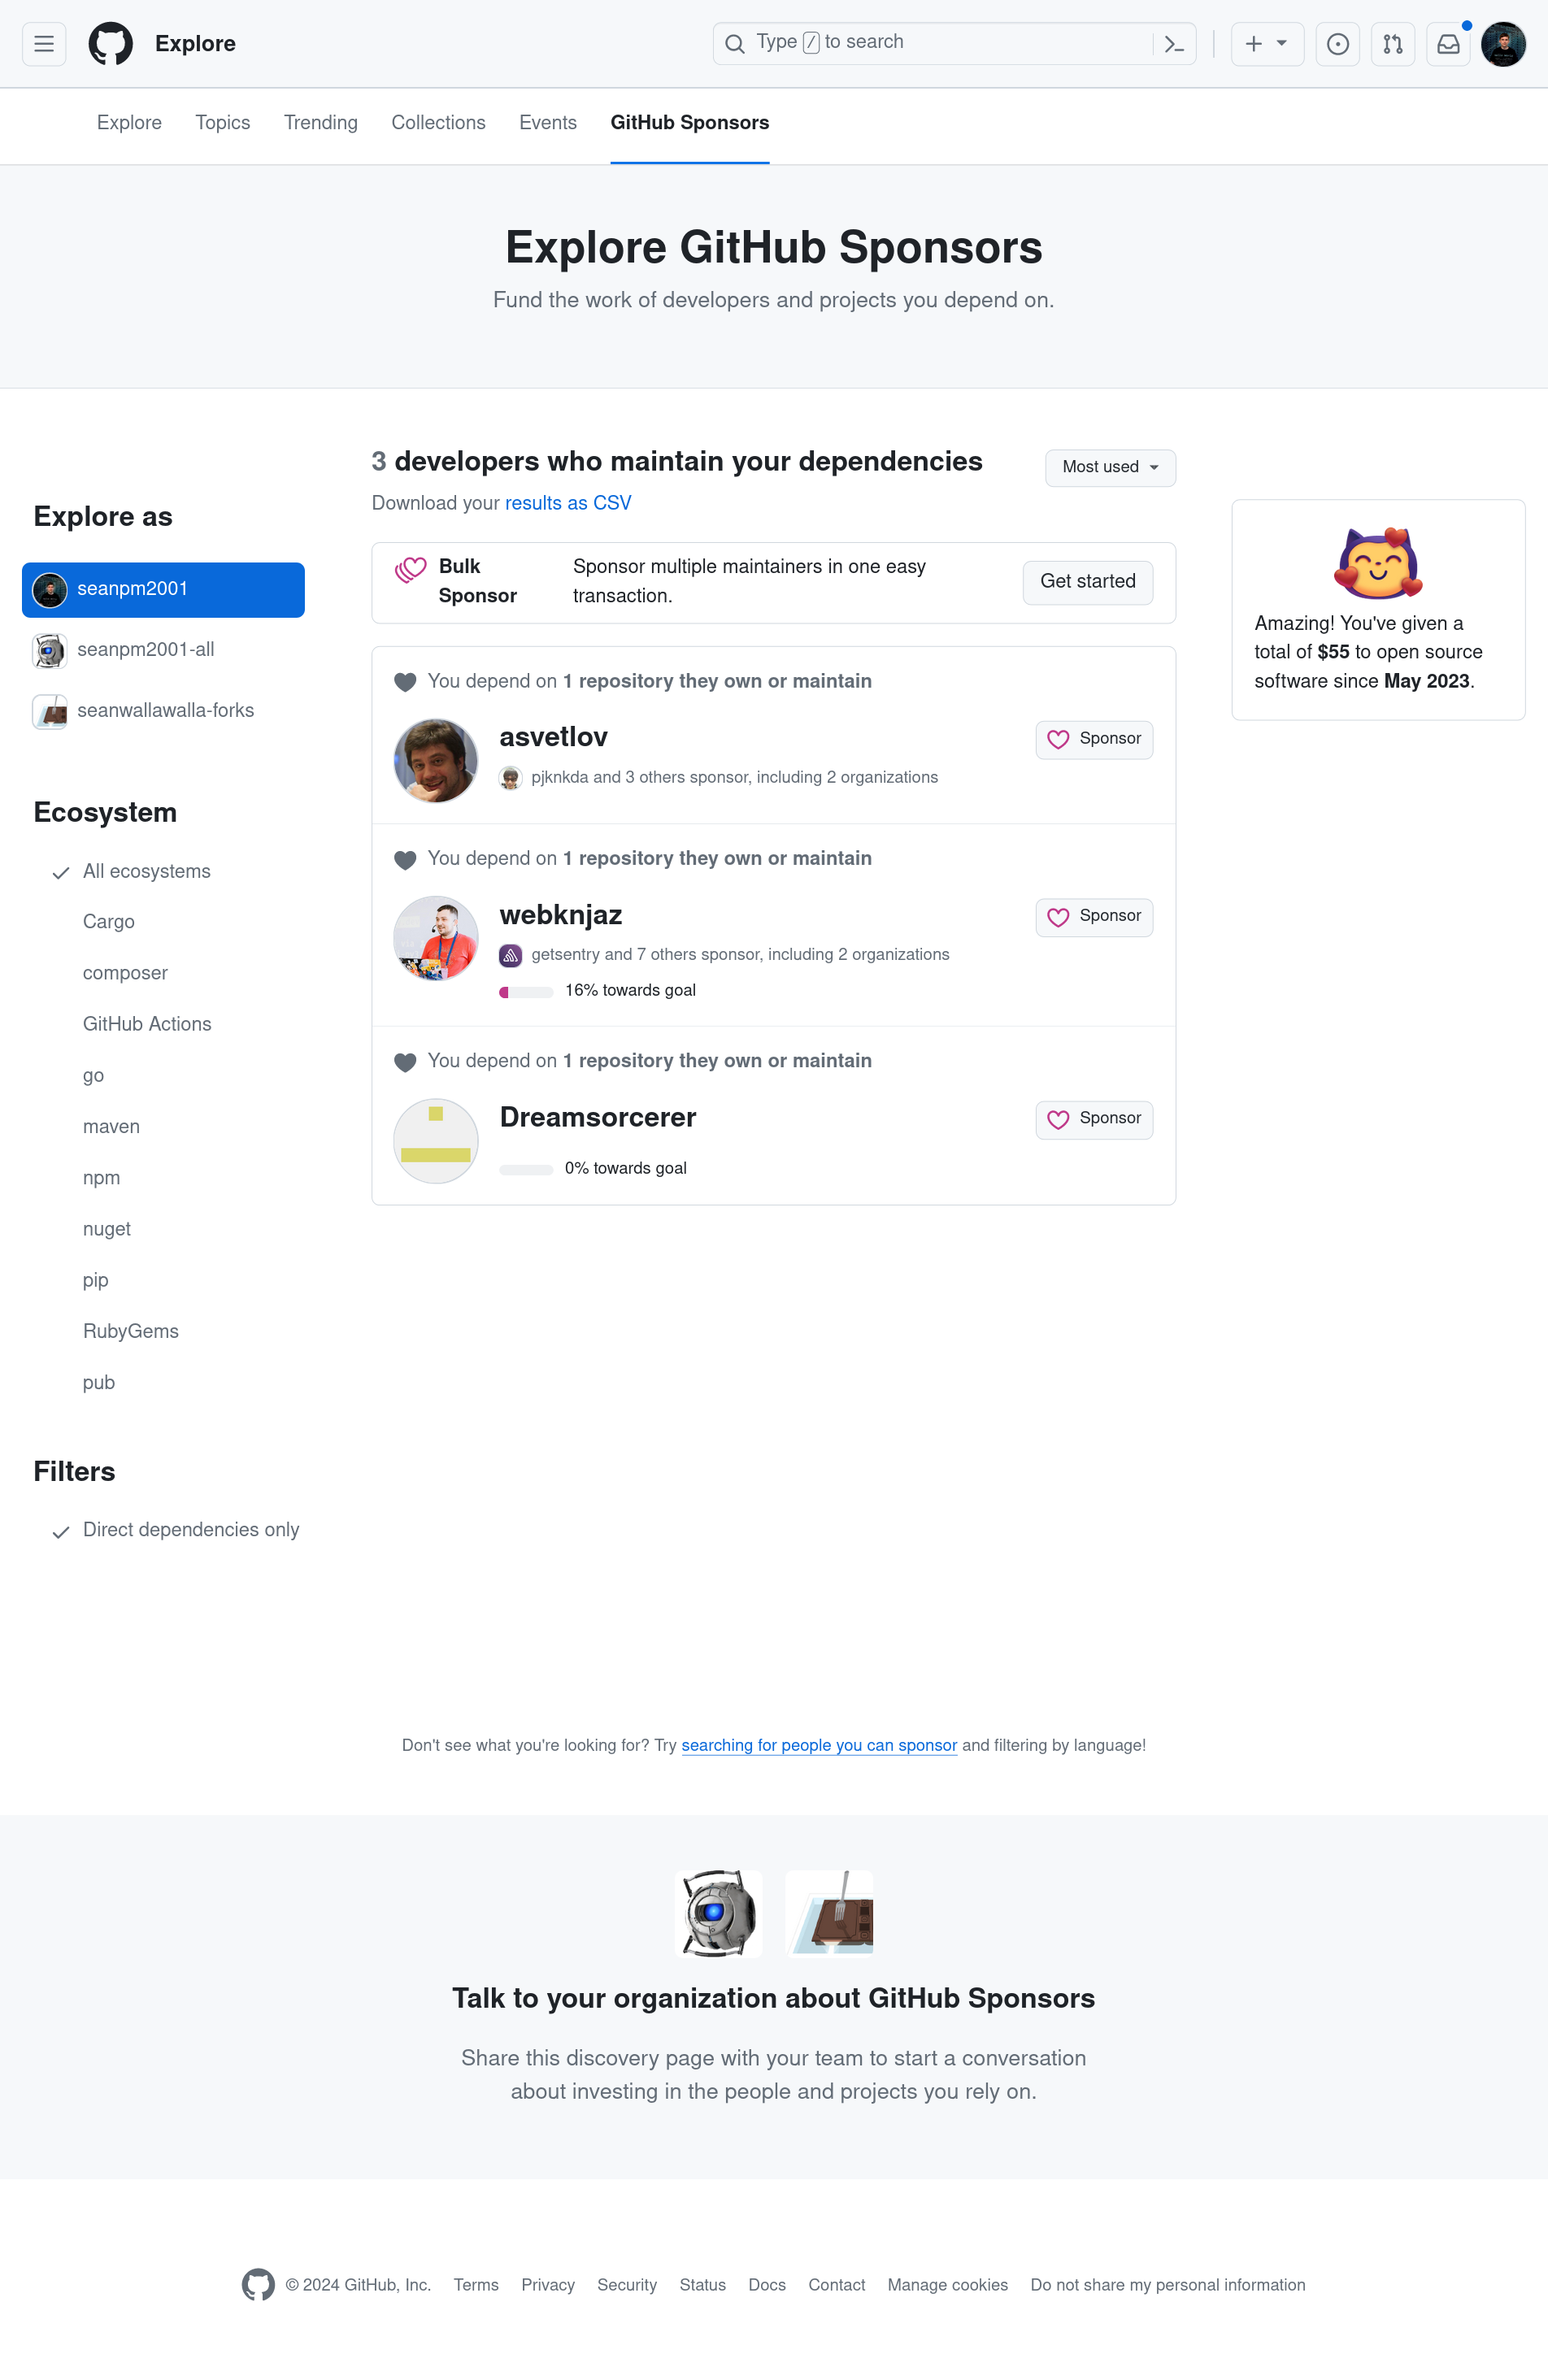 Explore
Type / to search
Explore
Topics
Trending
Collections
Events
GitHub Sponsors
Explore GitHub Sponsors
Fund the work of developers and projects you depend on.
Explore as
seanpm2001
seanpm2001-all
seanwallawalla-forks
Ecosystem
All ecosystems
Cargo
composer
GitHub Actions
go
maven
npm
nuget
pip
RubyGems
pub
Filters
Direct dependencies only
3 developers who maintain your dependencies
Most used
Download your results as CSV
Bulk
Sponsor
Sponsor multiple maintainers in one easy
transaction.
Get started
You depend on 1 repository they own or maintain
asvetlov
Sponsor
pjknkda and 3 others sponsor, including 2 organizations
You depend on 1 repository they own or maintain
webknjaz
Sponsor
getsentry and 7 others sponsor, including 2 organizations
16% towards goal
You depend on 1 repository they own or maintain
Dreamsorcerer
Sponsor
0% towards goal
Amazing! You've given a
total of $55 to open source
software since May 2023.
Don't see what you're looking for? Try searching for people you can sponsor and filtering by language!
Talk to your organization about GitHub Sponsors
Share this discovery page with your team to start a conversation
about investing in the people and projects you rely on.
© 2024 GitHub, Inc.
Terms
Privacy
Security
Status
Docs
Contact
Manage cookies
Do not share my personal information